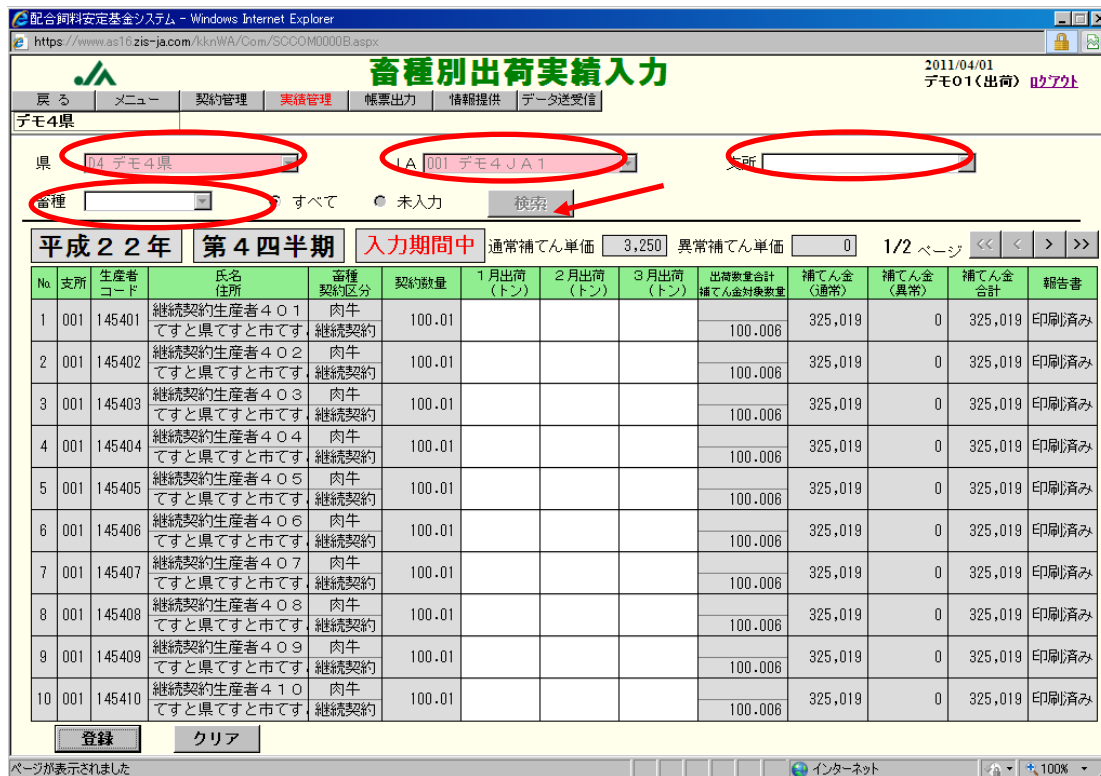 配合飼料安定基金システム - Windows Internet Explorer
https://www.as16.zis-ja.com/kknWA/Com/SCCOM0000B.aspx
JA 畜種別出荷実績入力 2011/04/01
デモ01(出荷) ログアウト
戻る メニュー 契約管理 実績管理 帳票出力 情報提供 データ送受信
デモ4県
県 D4 デモ4県 JA 001 デモ4JA1 支所
畜種 すべて 未入力 検索
平成22年 第4四半期 入力期間中 通常補てん単価 3,250 異常補てん単価 0 1/2 ページ << < > >>
No. 支所 生産者コード 氏名 住所 畜種 契約区分 契約数量 1月出荷(トン) 2月出荷(トン) 3月出荷(トン) 出荷数量合計 補てん金対象数量 補てん金(通常) 補てん金(異常) 補てん金合計 報告書
1 001 145401 継続契約生産者401 肉牛 100.01 325,019 0 325,019 印刷済み
てすと県てすと市てす 継続契約 100.006
2 001 145402 継続契約生産者402 肉牛 100.01 325,019 0 325,019 印刷済み
てすと県てすと市てす 継続契約 100.006
3 001 145403 継続契約生産者403 肉牛 100.01 325,019 0 325,019 印刷済み
てすと県てすと市てす 継続契約 100.006
4 001 145404 継続契約生産者404 肉牛 100.01 325,019 0 325,019 印刷済み
てすと県てすと市てす 継続契約 100.006
5 001 145405 継続契約生産者405 肉牛 100.01 325,019 0 325,019 印刷済み
てすと県てすと市てす 継続契約 100.006
6 001 145406 継続契約生産者406 肉牛 100.01 325,019 0 325,019 印刷済み
てすと県てすと市てす 継続契約 100.006
7 001 145407 継続契約生産者407 肉牛 100.01 325,019 0 325,019 印刷済み
てすと県てすと市てす 継続契約 100.006
8 001 145408 継続契約生産者408 肉牛 100.01 325,019 0 325,019 印刷済み
てすと県てすと市てす 継続契約 100.006
9 001 145409 継続契約生産者409 肉牛 100.01 325,019 0 325,019 印刷済み
てすと県てすと市てす 継続契約 100.006
10 001 145410 継続契約生産者410 肉牛 100.01 325,019 0 325,019 印刷済み
てすと県てすと市てす 継続契約 100.006
登録 クリア
ページが表示されました インターネット 100%